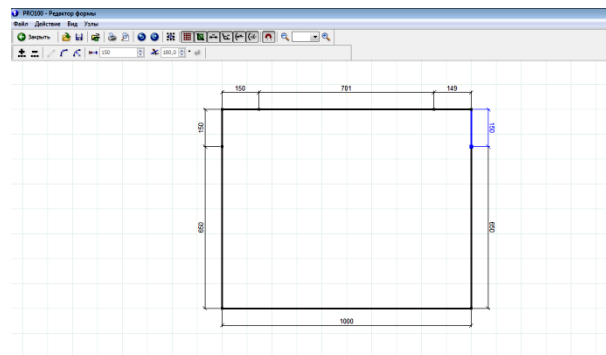 PRO100 - Редактор формы
Файл Действие Вид Узлы
Закрыть
150 180,0 °
150 701 149
150 150
650 650
1000